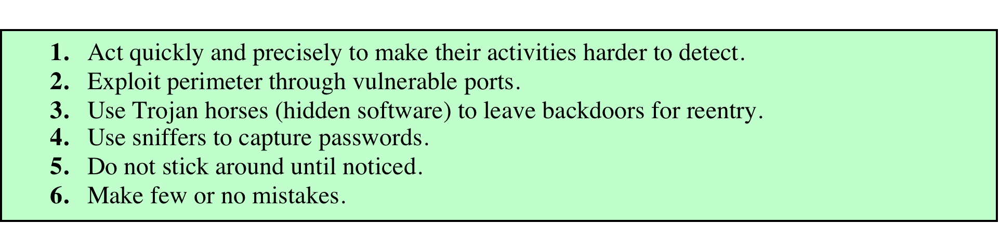 1. Act quickly and precisely to make their activities harder to detect.
2. Exploit perimeter through vulnerable ports.
3. Use Trojan horses (hidden software) to leave backdoors for reentry.
4. Use sniffers to capture passwords.
5. Do not stick around until noticed.
6. Make few or no mistakes.